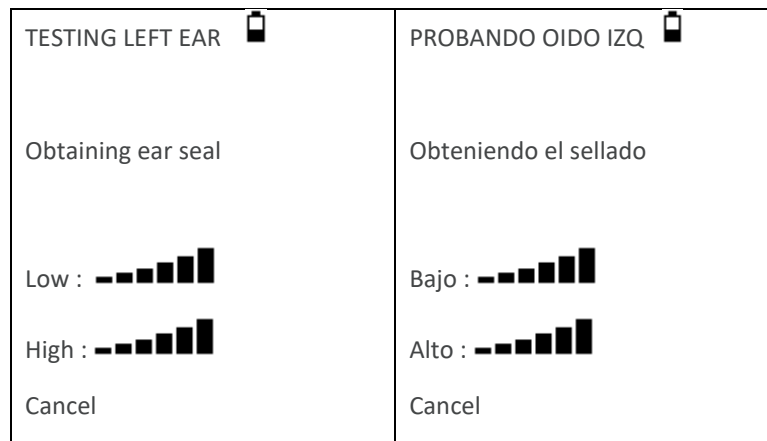 TESTING LEFT EAR
Obtaining ear seal
Low :
High :
Cancel
PROBANDO OIDO IZQ
Obteniendo el sellado
Bajo :
Alto :
Cancel